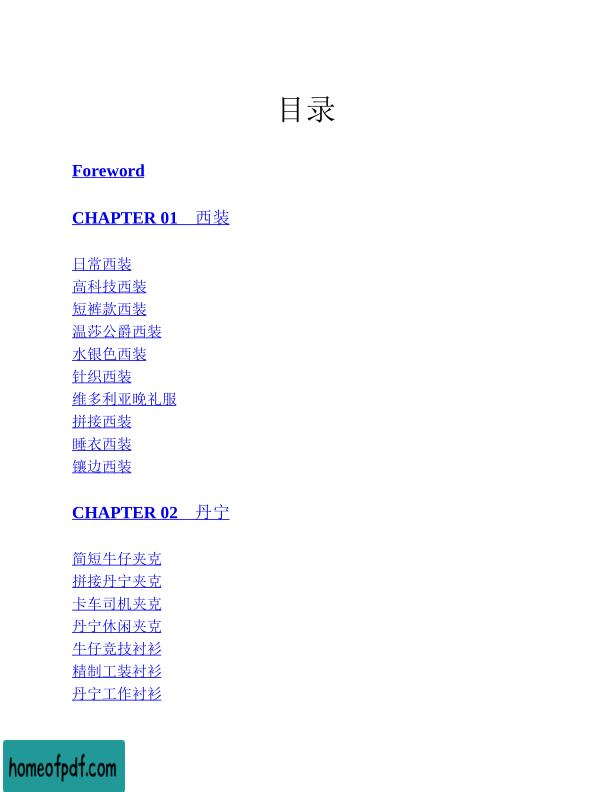 目录
Foreword
CHAPTER 01 西装
日常西装
高科技西装
短裤款西装
温莎公爵西装
水银色西装
针织西装
维多利亚晚礼服
拼接西装
睡衣西装
镶边西装
CHAPTER 02 丹宁
简短牛仔夹克
拼接丹宁夹克
卡车司机夹克
丹宁休闲夹克
牛仔竞技衬衫
精制工装衬衫
丹宁工作衬衫
homeofpdf.com